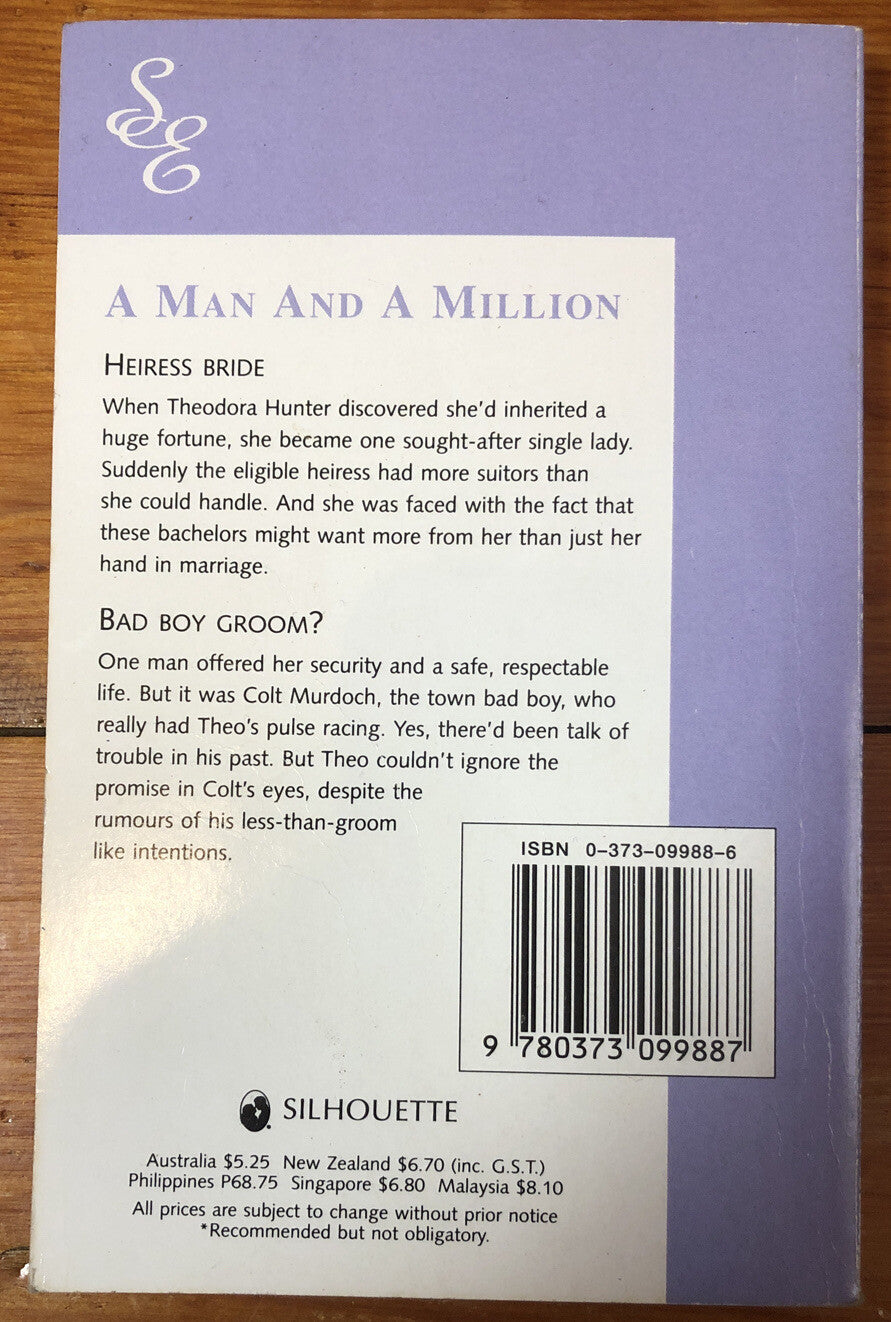 SE
A MAN AND A MILLION
HEIRESS BRIDE
When Theodora Hunter discovered she'd inherited a
huge fortune, she became one sought-after single lady.
Suddenly the eligible heiress had more suitors than
she could handle. And she was faced with the fact that
these bachelors might want more from her than just her
hand in marriage.
BAD BOY GROOM?
One man offered her security and a safe, respectable
life. But it was Colt Murdoch, the town bad boy, who
really had Theo's pulse racing. Yes, there'd been talk of
trouble in his past. But Theo couldn't ignore the
promise in Colt's eyes, despite the
rumours of his less-than-groom
like intentions.
ISBN 0-373-09988-6
9 780373 099887
SILHOUETTE
Australia $5.25 New Zealand $6.70 (inc. G.S.T.)
Philippines P68.75 Singapore $6.80 Malaysia $8.10
All prices are subject to change without prior notice
*Recommended but not obligatory.